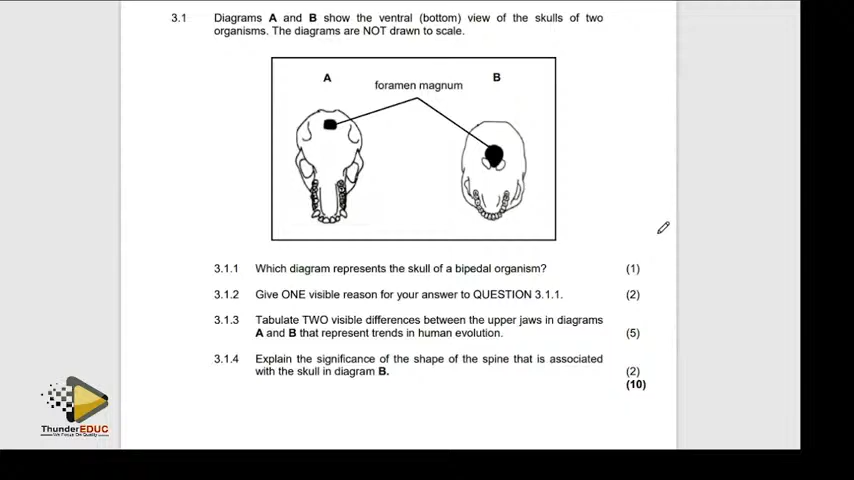 3.1 Diagrams A and B show the ventral (bottom) view of the skulls of two
organisms. The diagrams are NOT drawn to scale.
A
B
foramen magnum
3.1.1 Which diagram represents the skull of a bipedal organism? (1)
3.1.2 Give ONE visible reason for your answer to QUESTION 3.1.1. (2)
3.1.3 Tabulate TWO visible differences between the upper jaws in diagrams
A and B that represent trends in human evolution. (5)
3.1.4 Explain the significance of the shape of the spine that is associated
with the skull in diagram B. (2)
(10)
ThunderEDUC
We Focus On Quality